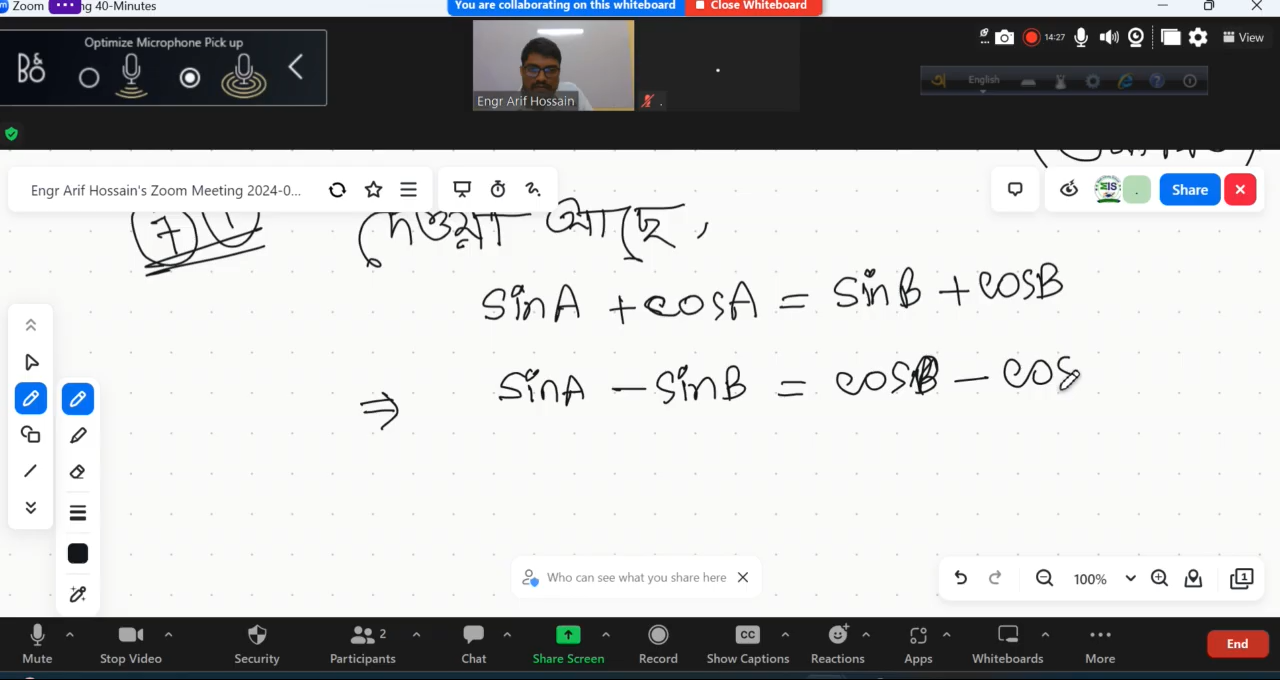 Zoom
ng 40-Minutes
You are collaborating on this whiteboard
Close Whiteboard
Optimize Microphone Pick up
B&O
Engr Arif Hossain
.
14:27
View
English
Engr Arif Hossain's Zoom Meeting 2024-0...
Share
7
দেওয়া আছে,
sinA + cosA = sinB + cosB
⇒ sinA - sinB = cosB - cos
Who can see what you share here
100%
1
Mute
Stop Video
Security
2
Participants
Chat
Share Screen
Record
CC
Show Captions
Reactions
Apps
Whiteboards
More
End